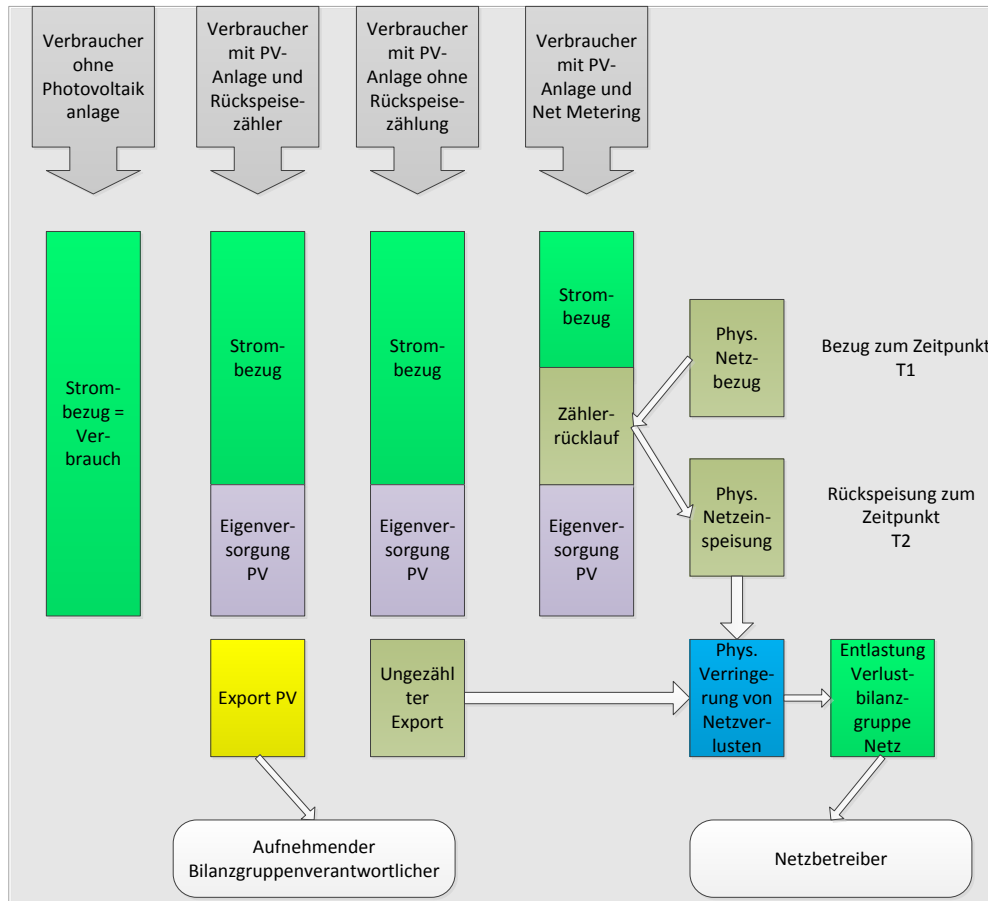 Verbraucher
ohne
Photovoltaik
anlage
Verbraucher
mit PV-
Anlage und
Rückspeise-
zähler
Verbraucher
mit PV-
Anlage ohne
Rückspeise-
zählung
Verbraucher
mit PV-
Anlage und
Net Metering
Strom-
bezug =
Ver-
brauch
Strom-
bezug
Eigenver-
sorgung
PV
Strom-
bezug
Eigenver-
sorgung
PV
Strom-
bezug
Zähler-
rücklauf
Eigenver-
sorgung
PV
Phys.
Netz-
bezug
Bezug zum Zeitpunkt
T1
Phys.
Netzein-
speisung
Rückspeisung zum
Zeitpunkt
T2
Export PV
Ungezähl
ter
Export
Phys.
Verringe-
rung von
Netzver-
lusten
Entlastung
Verlust-
bilanz-
gruppe
Netz
Aufnehmender
Bilanzgruppenverantwortlicher
Netzbetreiber